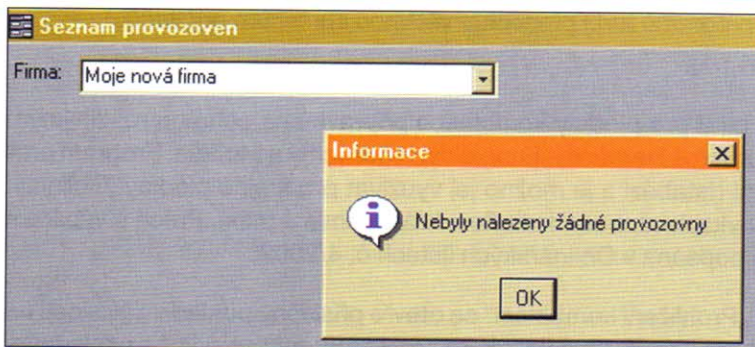 Seznam provozoven
Firma: Moje nová firma
Informace
i
Nebyly nalezeny žádné provozovny
OK